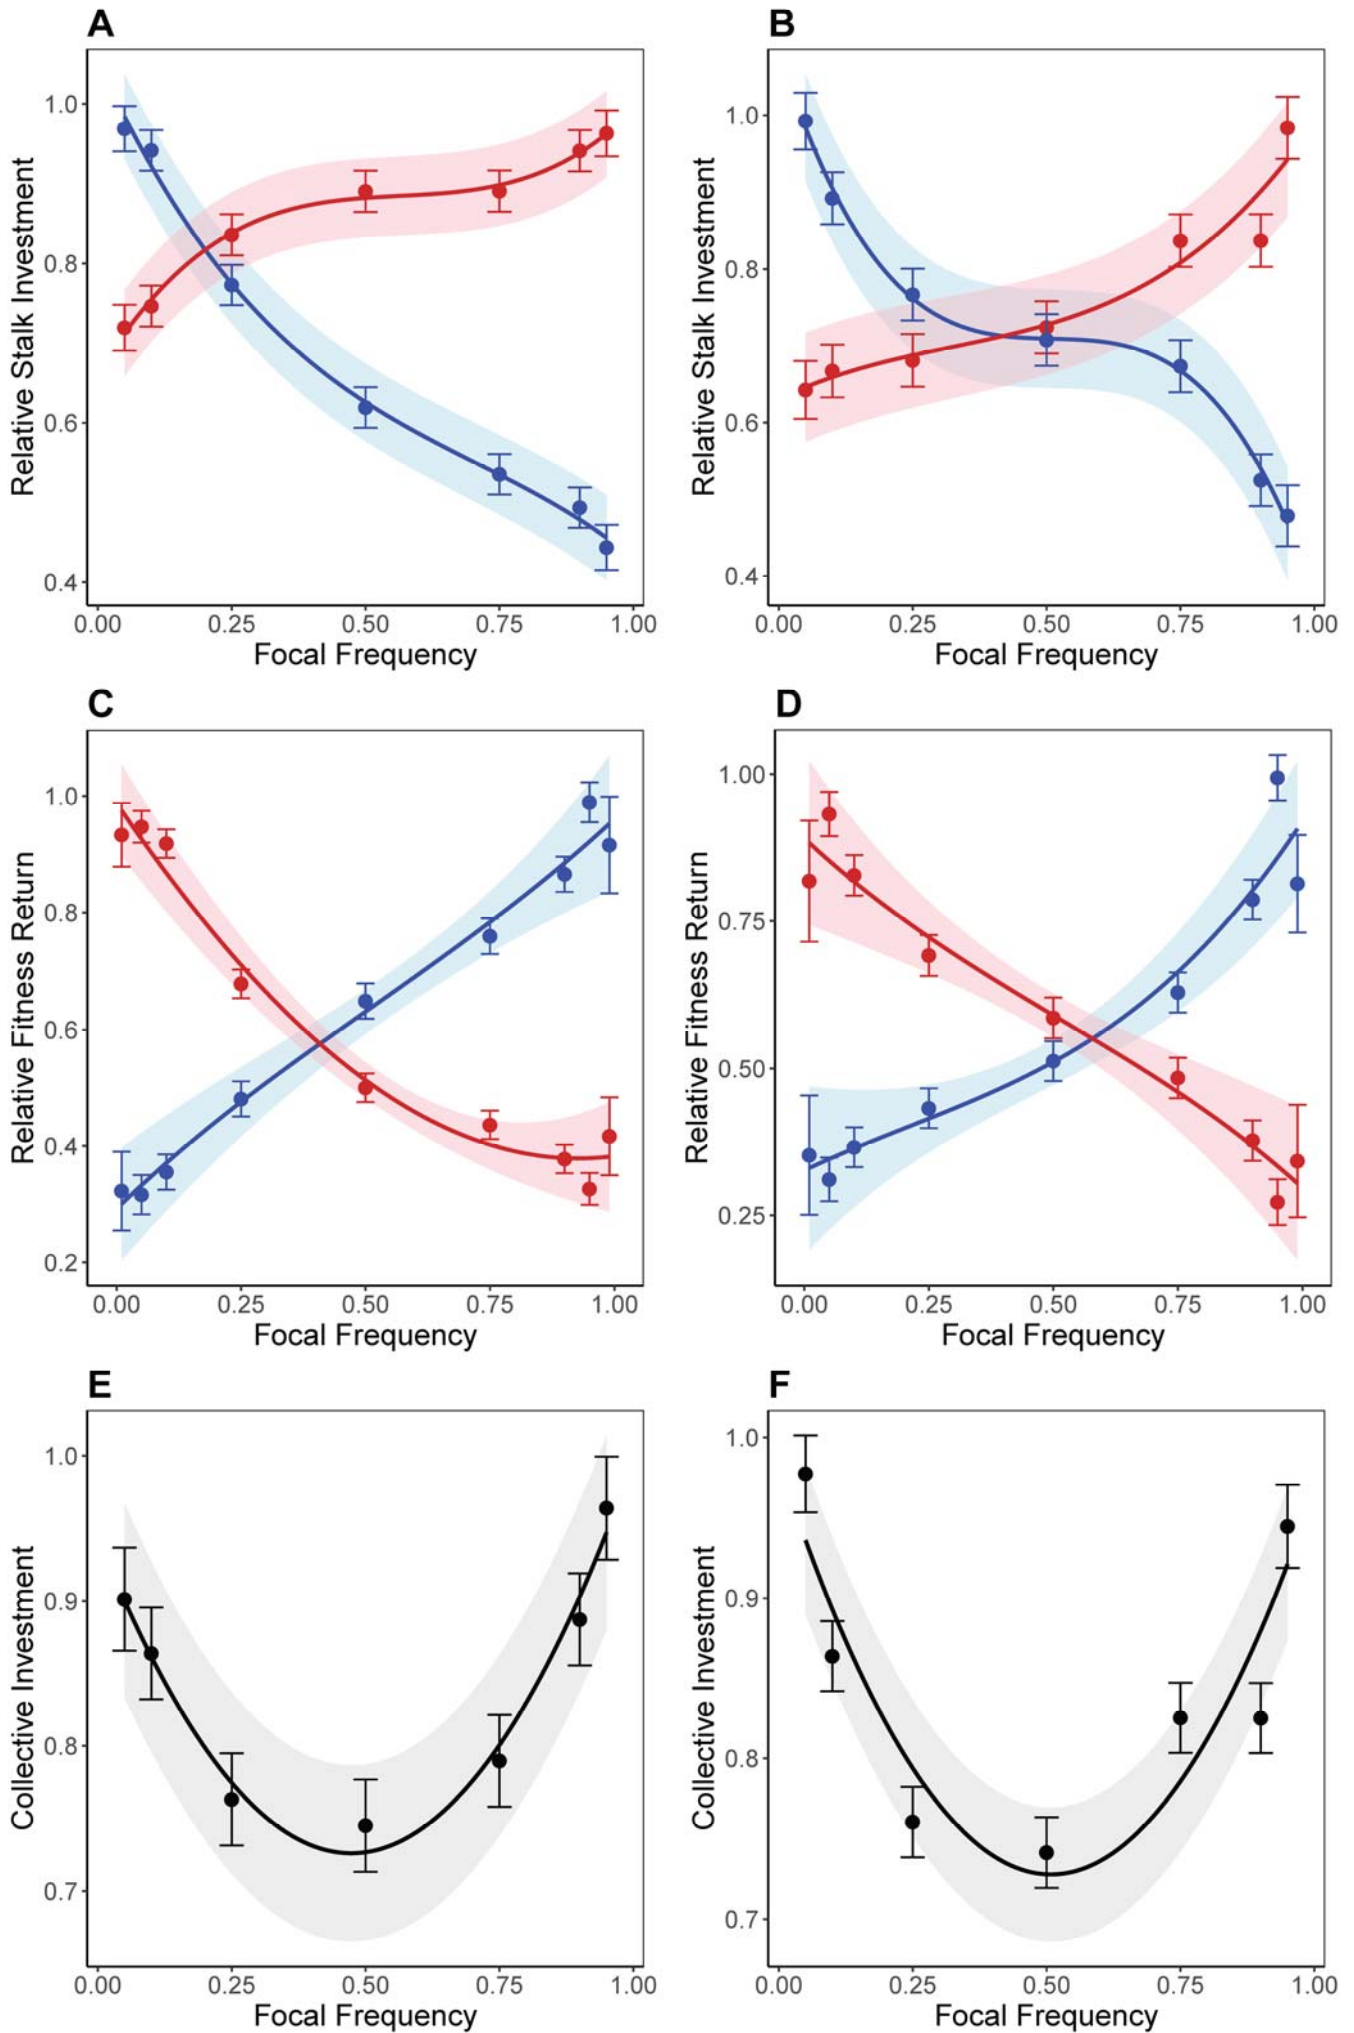 A
Relative Stalk Investment
1.0
0.8
0.6
0.4
0.00 0.25 0.50 0.75 1.00
Focal Frequency
B
Relative Stalk Investment
1.0
0.8
0.6
0.4
0.00 0.25 0.50 0.75 1.00
Focal Frequency
C
Relative Fitness Return
1.0
0.8
0.6
0.4
0.2
0.00 0.25 0.50 0.75 1.00
Focal Frequency
D
Relative Fitness Return
1.00
0.75
0.50
0.25
0.00 0.25 0.50 0.75 1.00
Focal Frequency
E
Collective Investment
1.0
0.9
0.8
0.7
0.00 0.25 0.50 0.75 1.00
Focal Frequency
F
Collective Investment
1.0
0.9
0.8
0.7
0.00 0.25 0.50 0.75 1.00
Focal Frequency